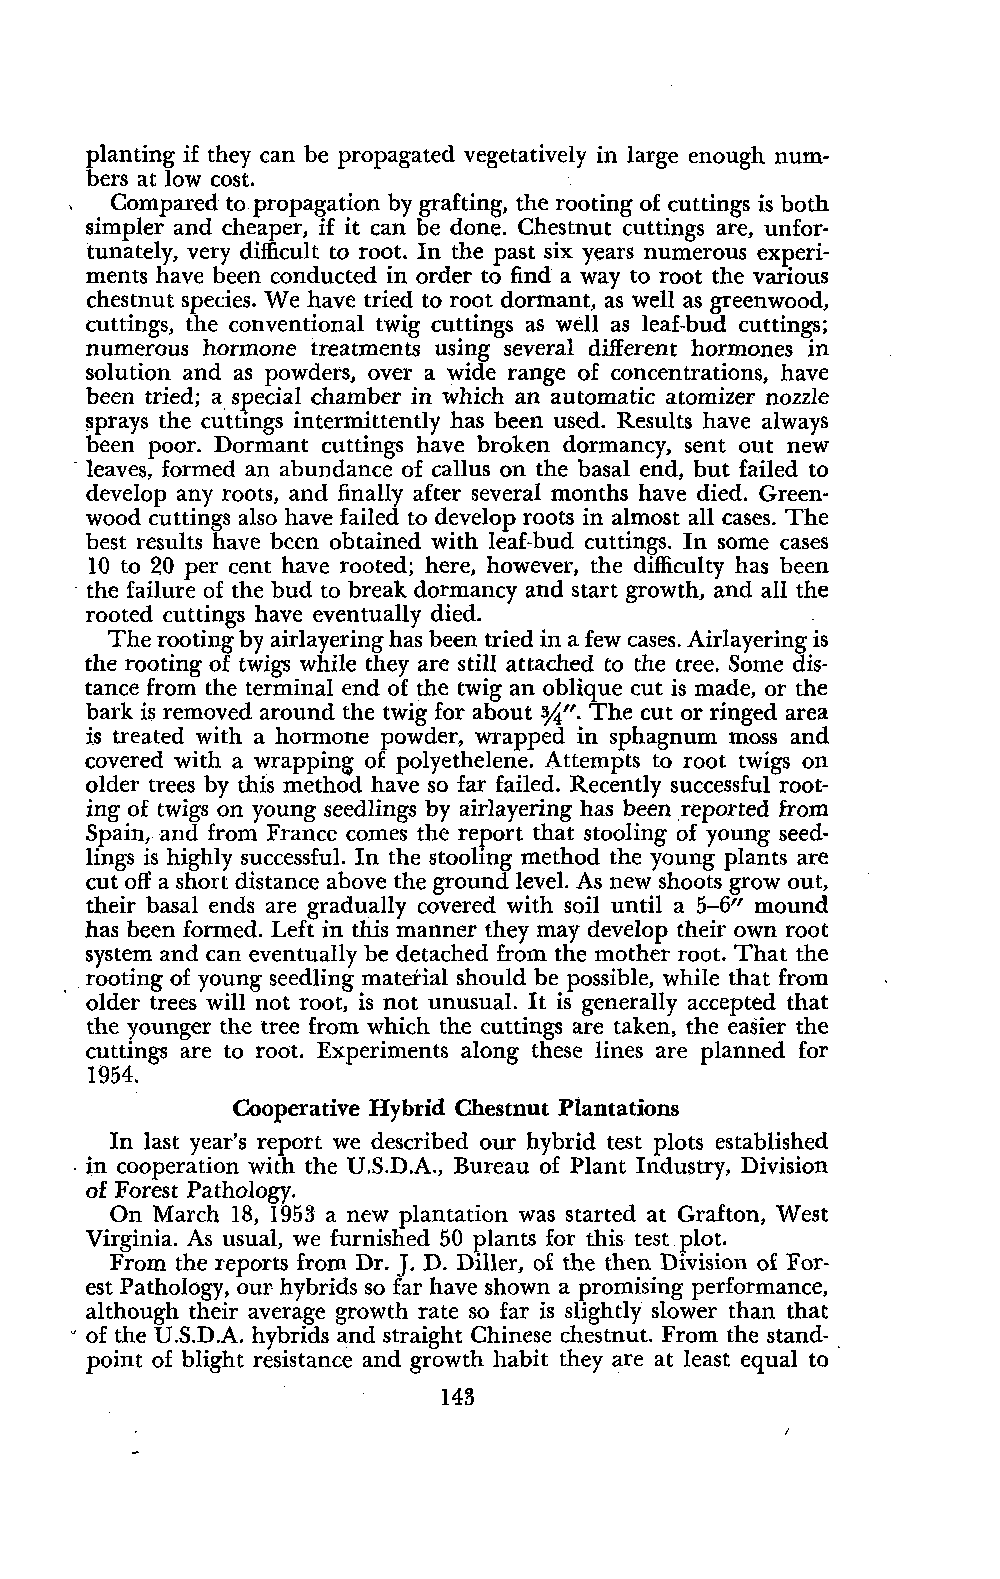 planting if they can be propagated vegetatively in large enough num-
bers at low cost.
Compared to propagation by grafting, the rooting of cuttings is both
simpler and cheaper, if it can be done. Chestnut cuttings are, unfor-
tunately, very difficult to root. In the past six years numerous experi-
ments have been conducted in order to find a way to root the various
chestnut species. We have tried to root dormant, as well as greenwood,
cuttings, the conventional twig cuttings as well as leaf-bud cuttings;
numerous hormone treatments using several different hormones in
solution and as powders, over a wide range of concentrations, have
been tried; a special chamber in which an automatic atomizer nozzle
sprays the cuttings intermittently has been used. Results have always
been poor. Dormant cuttings have broken dormancy, sent out new
leaves, formed an abundance of callus on the basal end, but failed to
develop any roots, and finally after several months have died. Green-
wood cuttings also have failed to develop roots in almost all cases. The
best results have been obtained with leaf-bud cuttings. In some cases
10 to 20 per cent have rooted; here, however, the difficulty has been
the failure of the bud to break dormancy and start growth, and all the
rooted cuttings have eventually died.
The rooting by airlayering has been tried in a few cases. Airlayering is
the rooting of twigs while they are still attached to the tree. Some dis-
tance from the terminal end of the twig an oblique cut is made, or the
bark is removed around the twig for about ¾″. The cut or ringed area
is treated with a hormone powder, wrapped in sphagnum moss and
covered with a wrapping of polyethelene. Attempts to root twigs on
older trees by this method have so far failed. Recently successful root-
ing of twigs on young seedlings by airlayering has been reported from
Spain, and from France comes the report that stooling of young seed-
lings is highly successful. In the stooling method the young plants are
cut off a short distance above the ground level. As new shoots grow out,
their basal ends are gradually covered with soil until a 5–6″ mound
has been formed. Left in this manner they may develop their own root
system and can eventually be detached from the mother root. That the
rooting of young seedling material should be possible, while that from
older trees will not root, is not unusual. It is generally accepted that
the younger the tree from which the cuttings are taken, the easier the
cuttings are to root. Experiments along these lines are planned for
1954.
Cooperative Hybrid Chestnut Plantations
In last year's report we described our hybrid test plots established
in cooperation with the U.S.D.A., Bureau of Plant Industry, Division
of Forest Pathology.
On March 18, 1953 a new plantation was started at Grafton, West
Virginia. As usual, we furnished 50 plants for this test plot.
From the reports from Dr. J. D. Diller, of the then Division of For-
est Pathology, our hybrids so far have shown a promising performance,
although their average growth rate so far is slightly slower than that
of the U.S.D.A. hybrids and straight Chinese chestnut. From the stand-
point of blight resistance and growth habit they are at least equal to
143